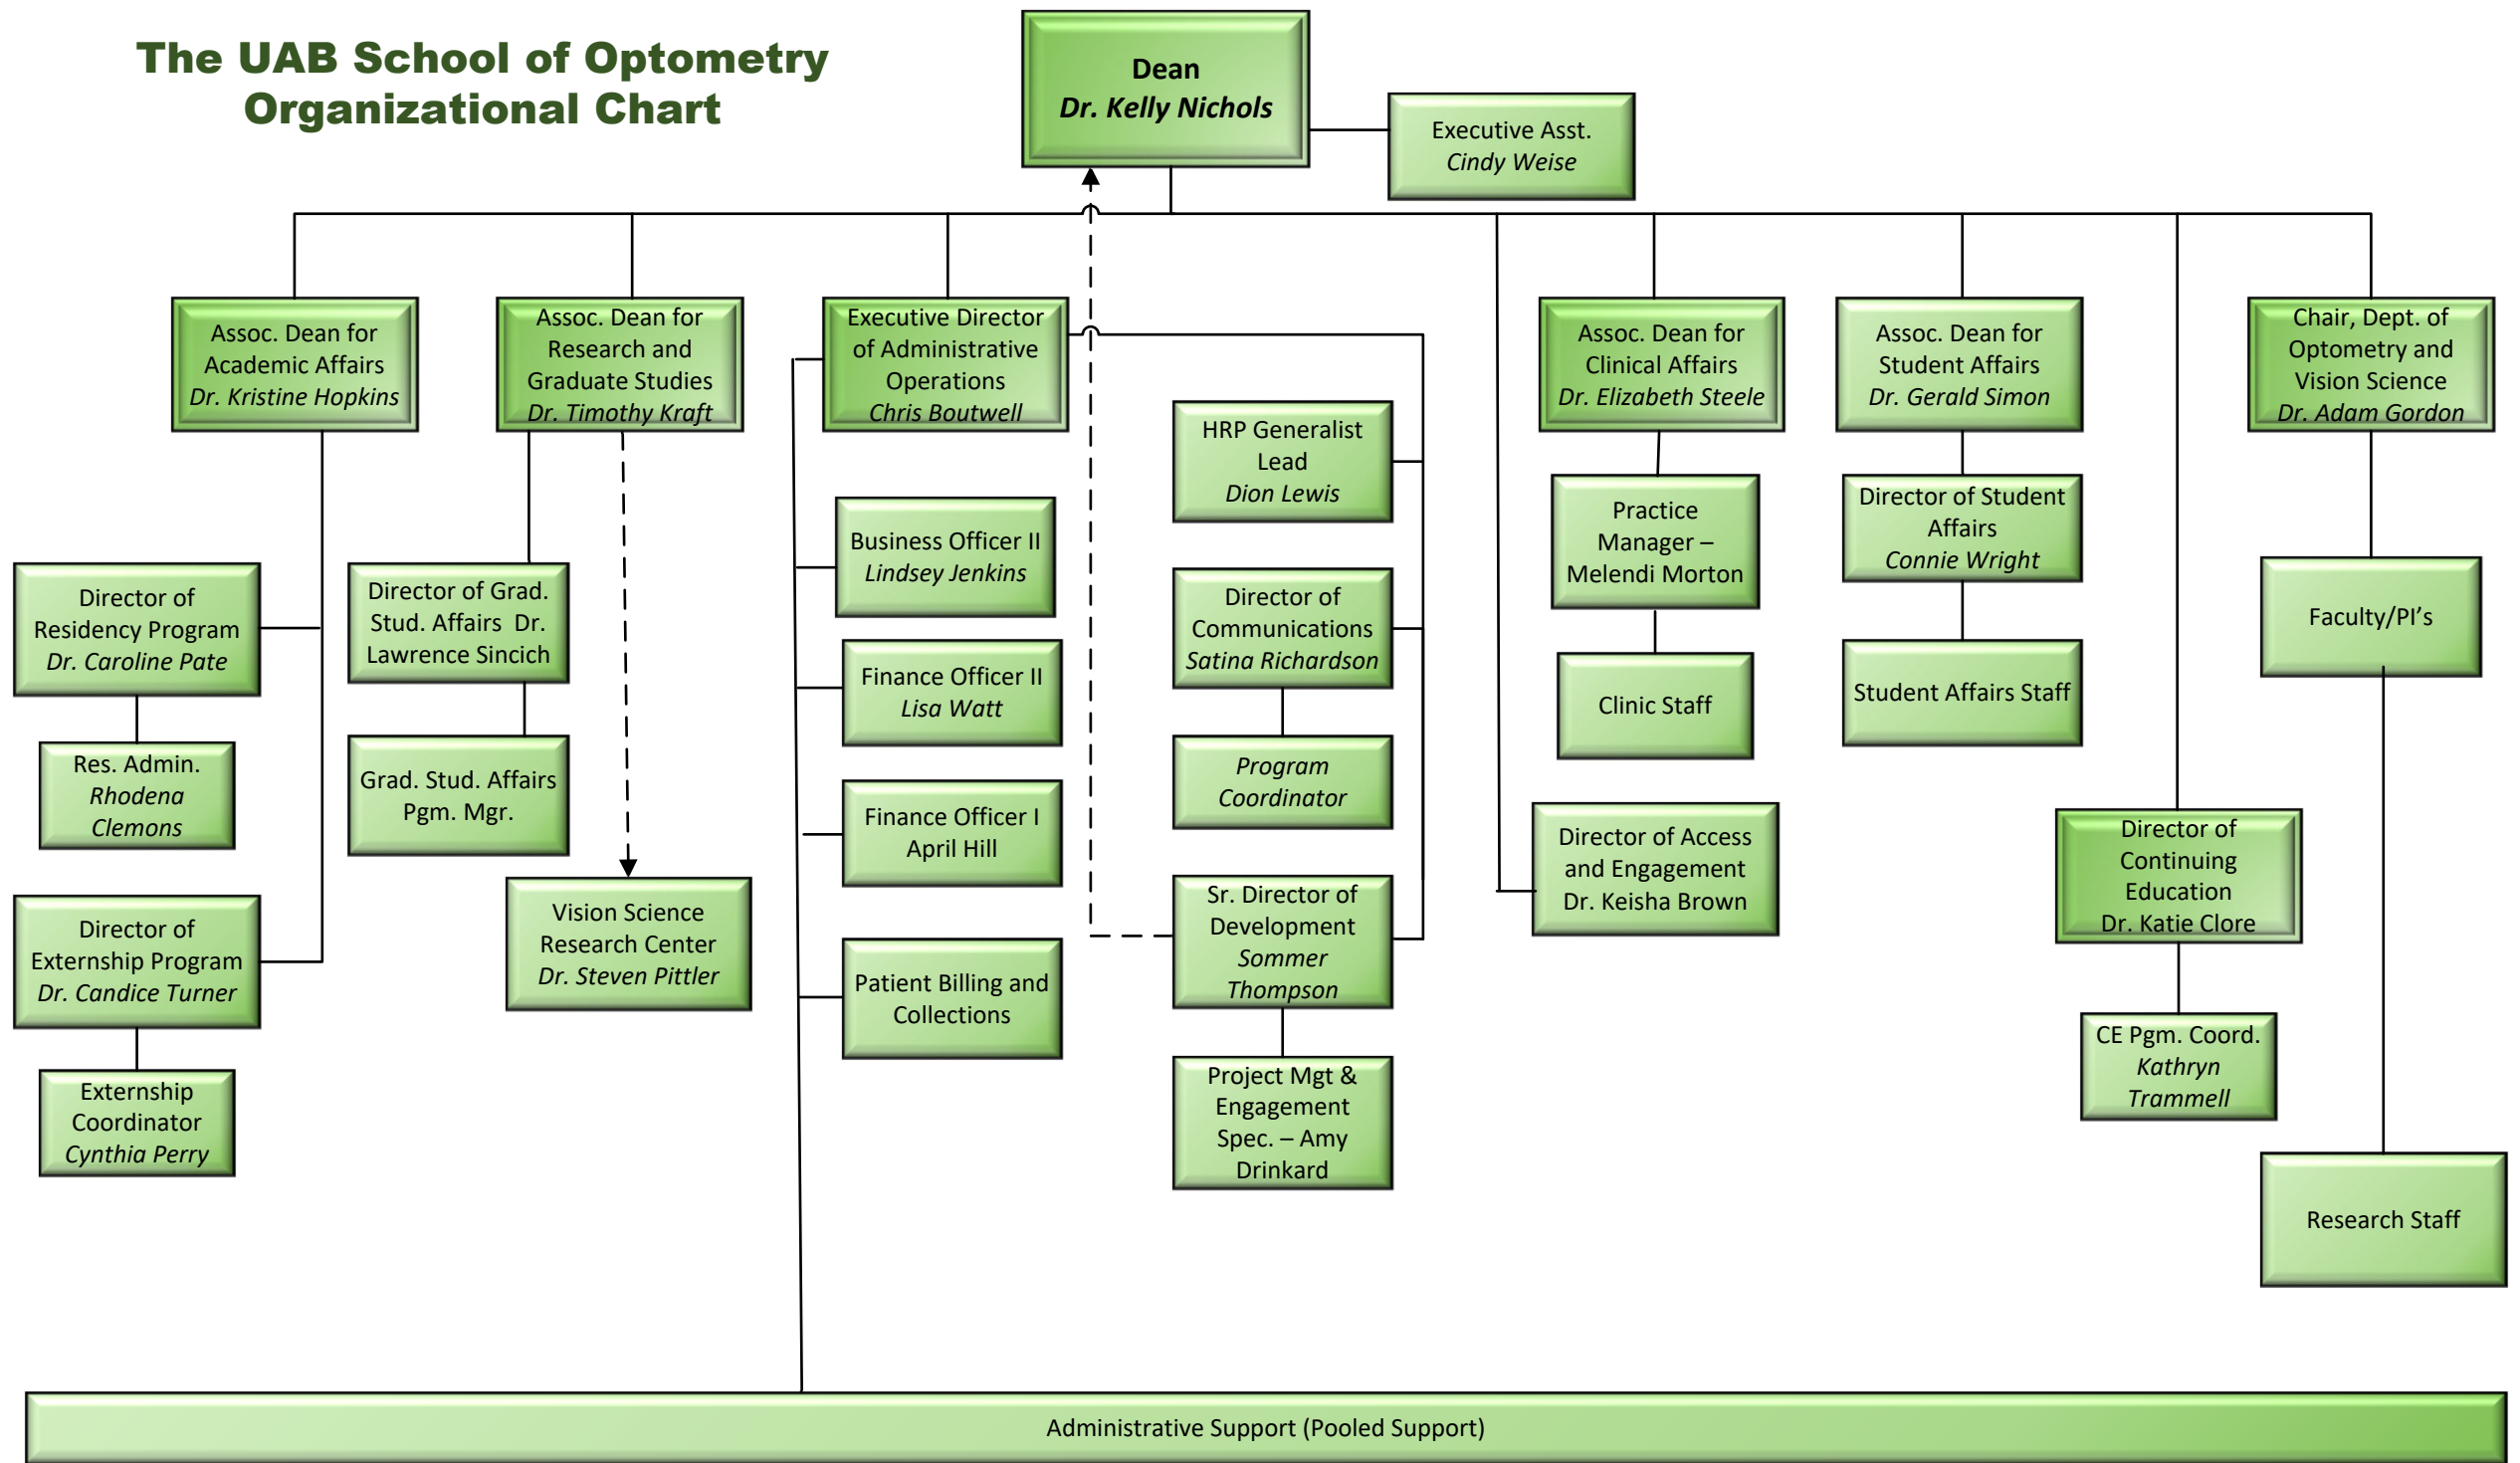 The UAB School of Optometry
Organizational Chart
Dean
Dr. Kelly Nichols
Executive Asst.
Cindy Weise
Assoc. Dean for
Academic Affairs
Dr. Kristine Hopkins
Assoc. Dean for
Research and
Graduate Studies
Dr. Timothy Kraft
Executive Director
of Administrative
Operations
Chris Boutwell
Assoc. Dean for
Clinical Affairs
Dr. Elizabeth Steele
Assoc. Dean for
Student Affairs
Dr. Gerald Simon
Chair, Dept. of
Optometry and
Vision Science
Dr. Adam Gordon
Director of
Residency Program
Dr. Caroline Pate
Res. Admin.
Rhodena
Clemons
Director of
Externship Program
Dr. Candice Turner
Externship
Coordinator
Cynthia Perry
Director of Grad.
Stud. Affairs  Dr.
Lawrence Sincich
Grad. Stud. Affairs
Pgm. Mgr.
Vision Science
Research Center
Dr. Steven Pittler
Business Officer II
Lindsey Jenkins
Finance Officer II
Lisa Watt
Finance Officer I
April Hill
Patient Billing and
Collections
HRP Generalist
Lead
Dion Lewis
Director of
Communications
Satina Richardson
Program
Coordinator
Sr. Director of
Development
Sommer
Thompson
Project Mgt &
Engagement
Spec. – Amy
Drinkard
Practice
Manager –
Melendi Morton
Clinic Staff
Director of Access
and Engagement
Dr. Keisha Brown
Director of Student
Affairs
Connie Wright
Student Affairs Staff
Director of
Continuing
Education
Dr. Katie Clore
CE Pgm. Coord.
Kathryn
Trammell
Faculty/PI’s
Research Staff
Administrative Support (Pooled Support)